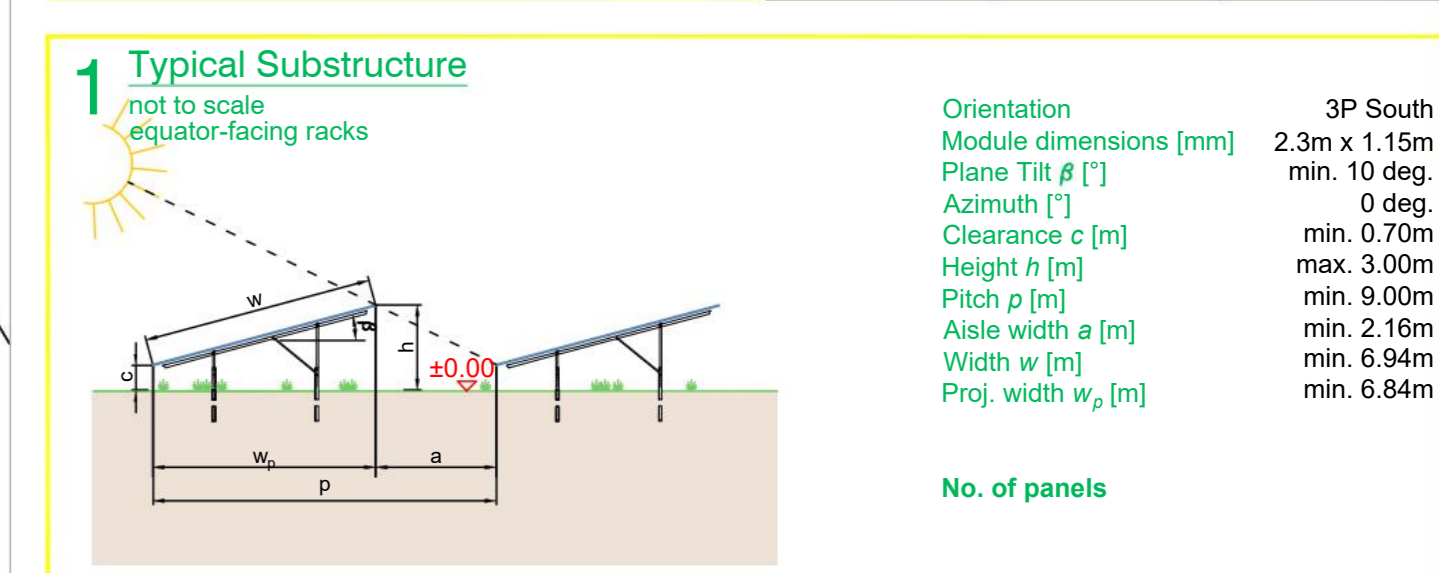 1 Typical Substructure
not to scale
equator-facing racks
w
β
h
c
±0.00
w_p
a
p
Orientation 3P South
Module dimensions [mm] 2.3m x 1.15m
Plane Tilt β [°] min. 10 deg.
Azimuth [°] 0 deg.
Clearance c [m] min. 0.70m
Height h [m] max. 3.00m
Pitch p [m] min. 9.00m
Aisle width a [m] min. 2.16m
Width w [m] min. 6.94m
Proj. width w_p [m] min. 6.84m
No. of panels